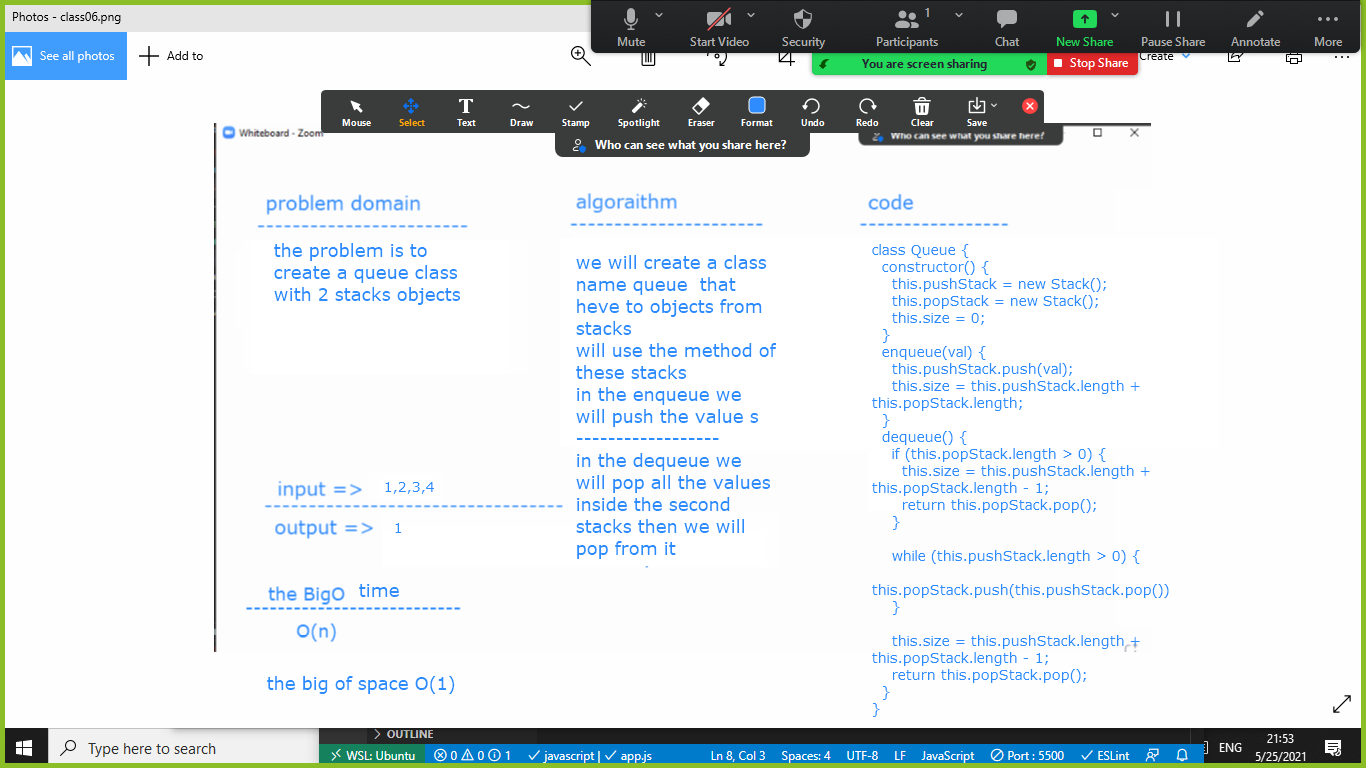 Photos - class06.png
Mute
Start Video
Security
Participants
1
Chat
New Share
Pause Share
Annotate
More
See all photos
Add to
You are screen sharing
Stop Share
Create
Mouse
Select
Text
Draw
Stamp
Spotlight
Eraser
Format
Undo
Redo
Clear
Save
Whiteboard - Zoom
Who can see what you share here?
Who can see what you share here?
problem domain
---------------------------
the problem is to
create a queue class
with 2 stacks objects
input => 1,2,3,4
output => 1
the BigO time
O(n)
the big of space O(1)
algoraithm
-------------------------
we will create a class
name queue that
heve to objects from
stacks
will use the method of
these stacks
in the enqueue we
will push the value s
------------------
in the dequeue we
will pop all the values
inside the second
stacks then we will
pop from it
code
-------------------
class Queue {
constructor() {
this.pushStack = new Stack();
this.popStack = new Stack();
this.size = 0;
}
enqueue(val) {
this.pushStack.push(val);
this.size = this.pushStack.length +
this.popStack.length;
}
dequeue() {
if (this.popStack.length > 0) {
this.size = this.pushStack.length +
this.popStack.length - 1;
return this.popStack.pop();
}
while (this.pushStack.length > 0) {
this.popStack.push(this.pushStack.pop())
}
this.size = this.pushStack.length +
this.popStack.length - 1;
return this.popStack.pop();
}
}
OUTLINE
WSL: Ubuntu
0 0 1
javascript | app.js
Ln 8, Col 3
Spaces: 4
UTF-8
LF
JavaScript
Port : 5500
ESLint
Type here to search
ENG
21:53
5/25/2021